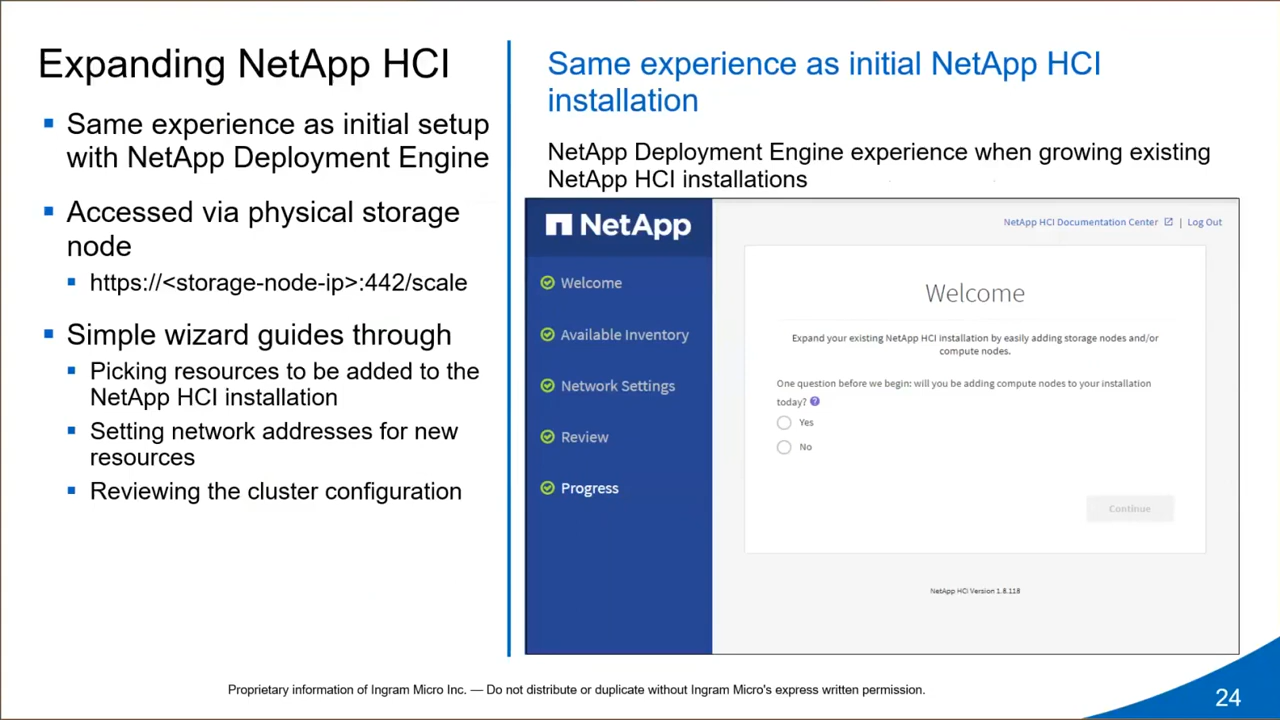 Expanding NetApp HCI
Same experience as initial setup
with NetApp Deployment Engine
Accessed via physical storage
node
https://<storage-node-ip>:442/scale
Simple wizard guides through
Picking resources to be added to the
NetApp HCI installation
Setting network addresses for new
resources
Reviewing the cluster configuration
Same experience as initial NetApp HCI
installation
NetApp Deployment Engine experience when growing existing
NetApp HCI installations
NetApp
Welcome
Available Inventory
Network Settings
Review
Progress
NetApp HCI Documentation Center | Log Out
Welcome
Expand your existing NetApp HCI installation by easily adding storage nodes and/or
compute nodes.
One question before we begin: will you be adding compute nodes to your installation
today? ?
Yes
No
Continue
NetApp HCI Version 1.8.118
Proprietary information of Ingram Micro Inc. — Do not distribute or duplicate without Ingram Micro's express written permission.
24